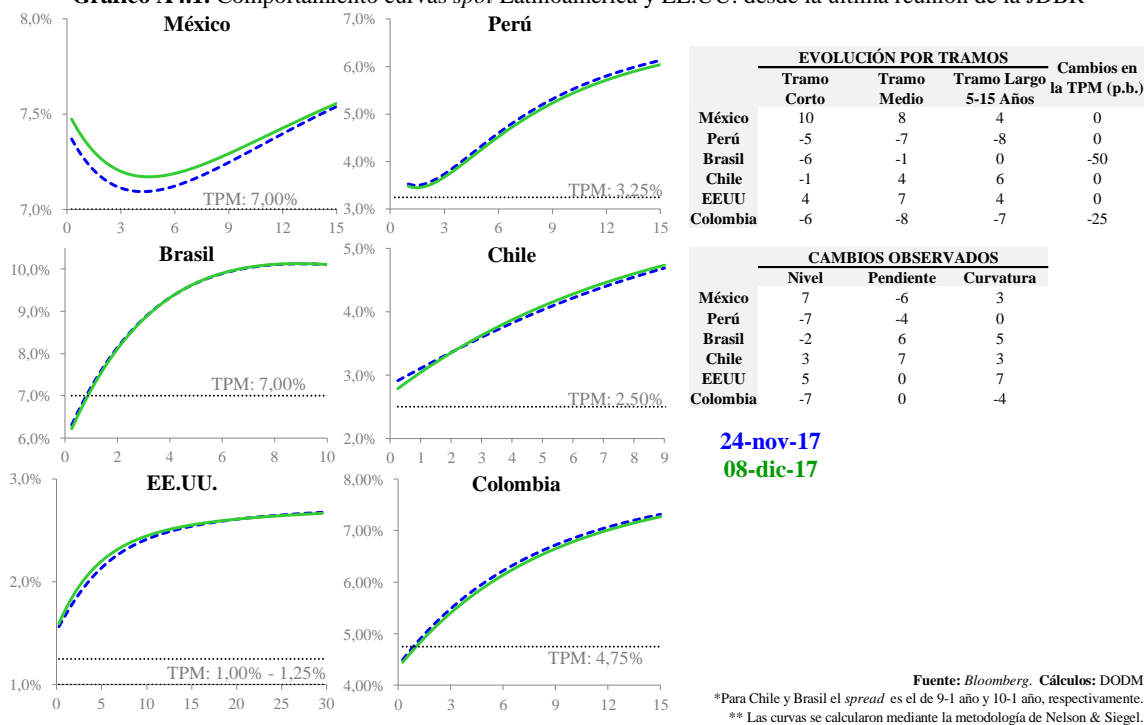 Gráfico A4.1. Comportamiento curvas spot Latinoamérica y EE.UU. desde la última reunión de la JDBR
México
8,0%
7,5%
7,0%
TPM: 7,00%
0 3 6 9 12 15
Perú
7,0%
6,0%
5,0%
4,0%
3,0%
TPM: 3,25%
0 3 6 9 12 15
Brasil
10,0%
9,0%
8,0%
7,0%
6,0%
TPM: 7,00%
0 2 4 6 8 10
Chile
5,0%
4,0%
3,0%
2,0%
TPM: 2,50%
0 1 2 3 4 5 6 7 8 9
EE.UU.
3,0%
2,0%
1,0%
TPM: 1,00% - 1,25%
0 5 10 15 20 25 30
Colombia
8,00%
7,00%
6,00%
5,00%
4,00%
TPM: 4,75%
0 3 6 9 12 15
EVOLUCIÓN POR TRAMOS
Tramo Corto Tramo Medio Tramo Largo 5-15 Años Cambios en la TPM (p.b.)
México 10 8 4 0
Perú -5 -7 -8 0
Brasil -6 -1 0 -50
Chile -1 4 6 0
EEUU 4 7 4 0
Colombia -6 -8 -7 -25
CAMBIOS OBSERVADOS
Nivel Pendiente Curvatura
México 7 -6 3
Perú -7 -4 0
Brasil -2 6 5
Chile 3 7 3
EEUU 5 0 7
Colombia -7 0 -4
24-nov-17
08-dic-17
Fuente: Bloomberg. Cálculos: DODM
*Para Chile y Brasil el spread es el de 9-1 año y 10-1 año, respectivamente.
** Las curvas se calcularon mediante la metodología de Nelson & Siegel.